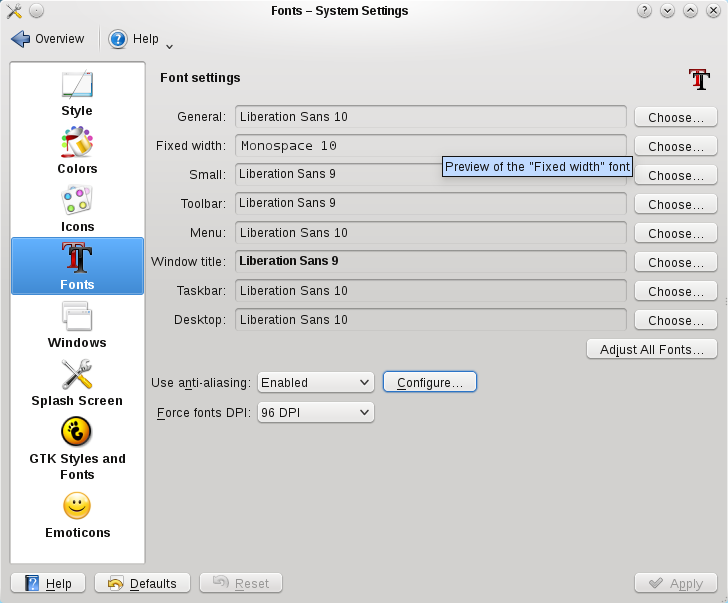 Fonts – System Settings
Overview
Help
Style
Colors
Icons
Fonts
Windows
Splash Screen
GTK Styles and
Fonts
Emoticons
Font settings
General: Liberation Sans 10 Choose...
Fixed width: Monospace 10 Choose...
Preview of the "Fixed width" font
Small: Liberation Sans 9 Choose...
Toolbar: Liberation Sans 9 Choose...
Menu: Liberation Sans 10 Choose...
Window title: Liberation Sans 9 Choose...
Taskbar: Liberation Sans 10 Choose...
Desktop: Liberation Sans 10 Choose...
Adjust All Fonts...
Use anti-aliasing: Enabled Configure...
Force fonts DPI: 96 DPI
Help Defaults Reset Apply